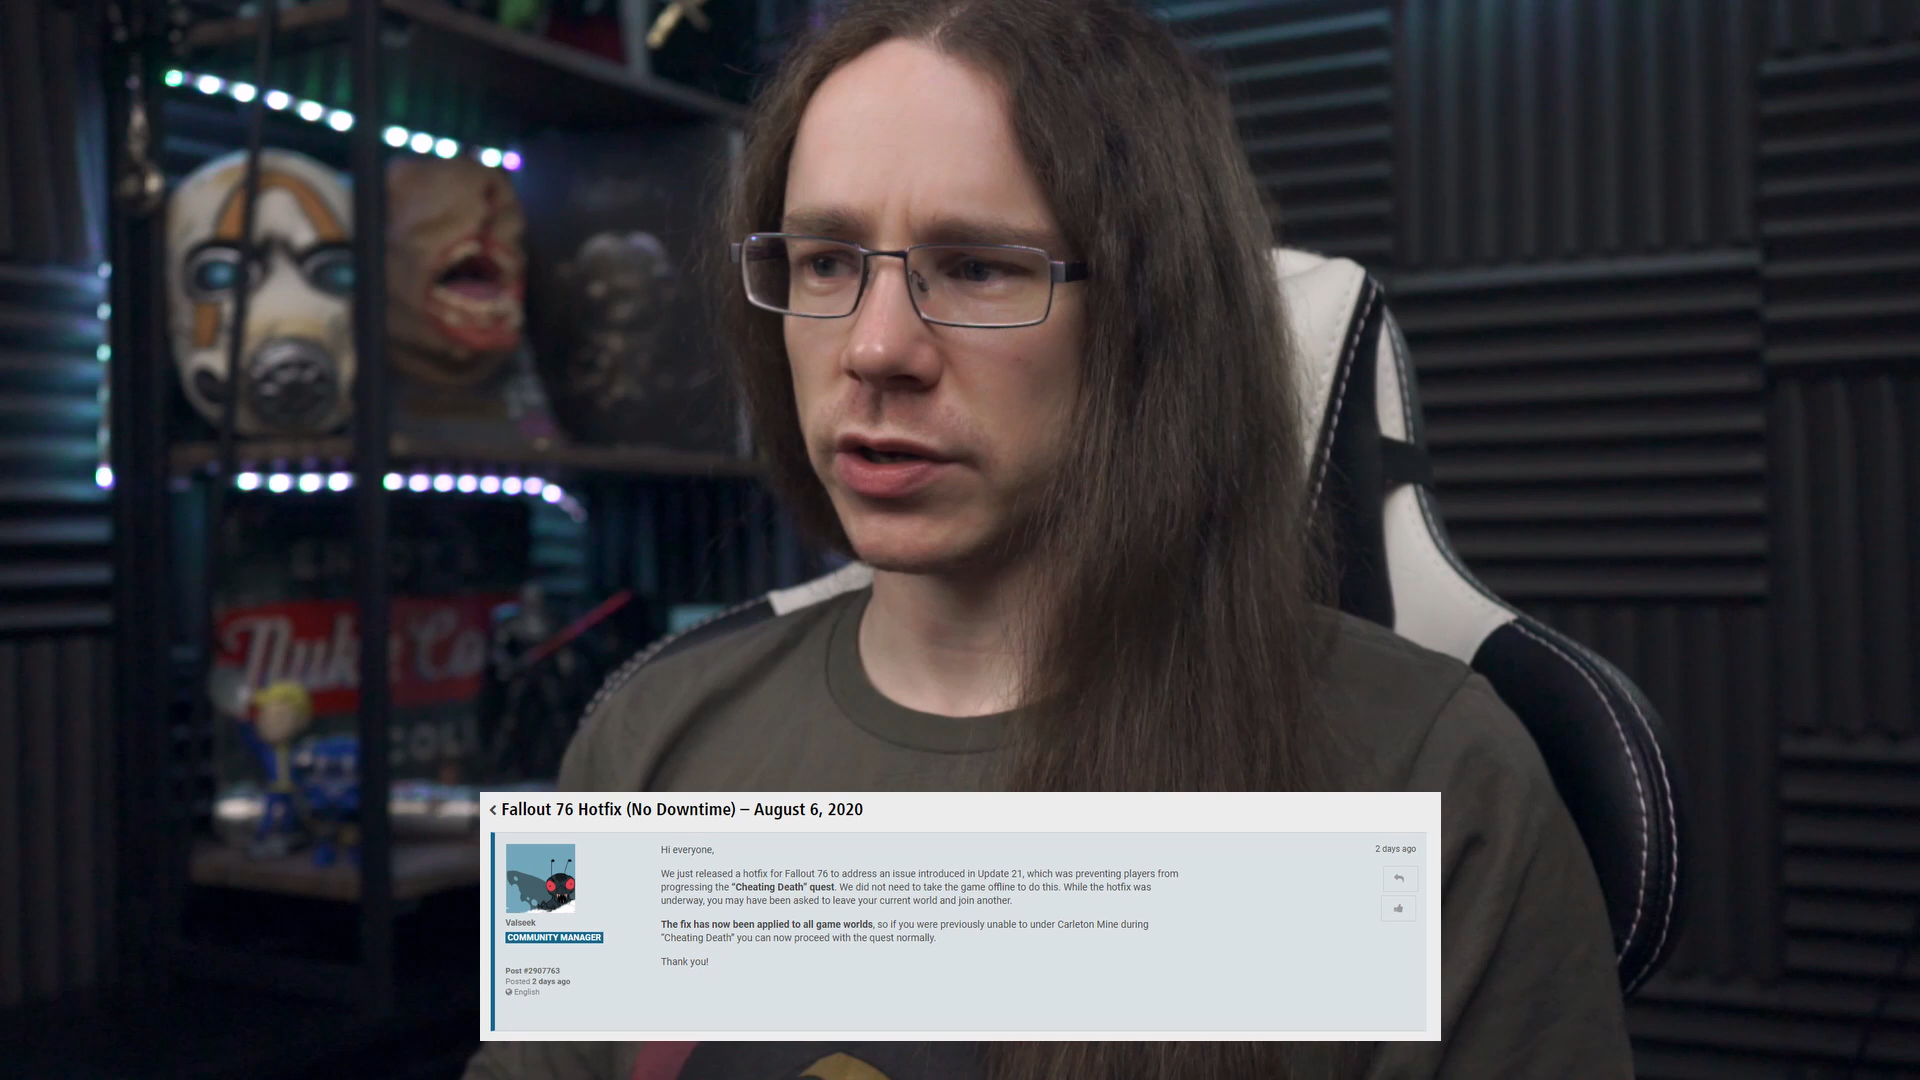 Fallout 76 Hotfix (No Downtime) – August 6, 2020
Hi everyone,
2 days ago
We just released a hotfix for Fallout 76 to address an issue introduced in Update 21, which was preventing players from
progressing the “Cheating Death” quest. We did not need to take the game offline to do this. While the hotfix was
underway, you may have been asked to leave your current world and join another.
The fix has now been applied to all game worlds, so if you were previously unable to under Carleton Mine during
“Cheating Death” you can now proceed with the quest normally.
Thank you!
Valseek
COMMUNITY MANAGER
Post #2907763
Posted 2 days ago
English
Nuka Co
COL